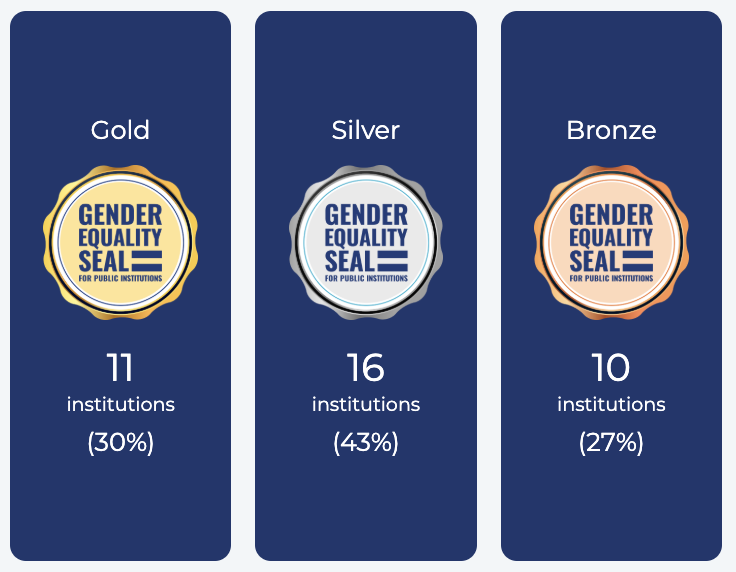 Gold
GENDER
EQUALITY
SEAL
FOR PUBLIC INSTITUTIONS
11
institutions
(30%)
Silver
GENDER
EQUALITY
SEAL
FOR PUBLIC INSTITUTIONS
16
institutions
(43%)
Bronze
GENDER
EQUALITY
SEAL
FOR PUBLIC INSTITUTIONS
10
institutions
(27%)